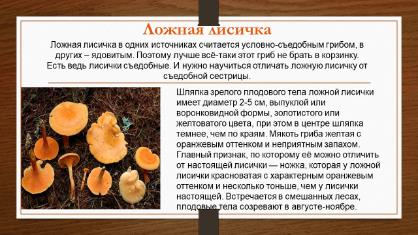 Ложная лисичка
Ложная лисичка в одних источниках считается условно-съедобным грибом, в
других – ядовитым. Поэтому лучше всё-таки этот гриб не брать в корзинку.
Есть ведь лисички съедобные. И нужно научиться отличать ложную лисичку от
съедобной сестрицы.
Шляпка зрелого плодового тела ложной лисички
имеет диаметр 2-5 см, выпуклой или
воронковидной формы, золотистого или
желтоватого цвета, при этом в центре шляпка
темнее, чем по краям. Мякоть гриба желтая с
оранжевым оттенком и неприятным запахом.
Главный признак, по которому её можно отличить
от настоящей лисички — ножка, которая у ложной
лисички красноватая с характерным оранжевым
оттенком и несколько тоньше, чем у лисички
настоящей. Встречается в смешанных лесах,
плодовые тела созревают в августе-ноябре.